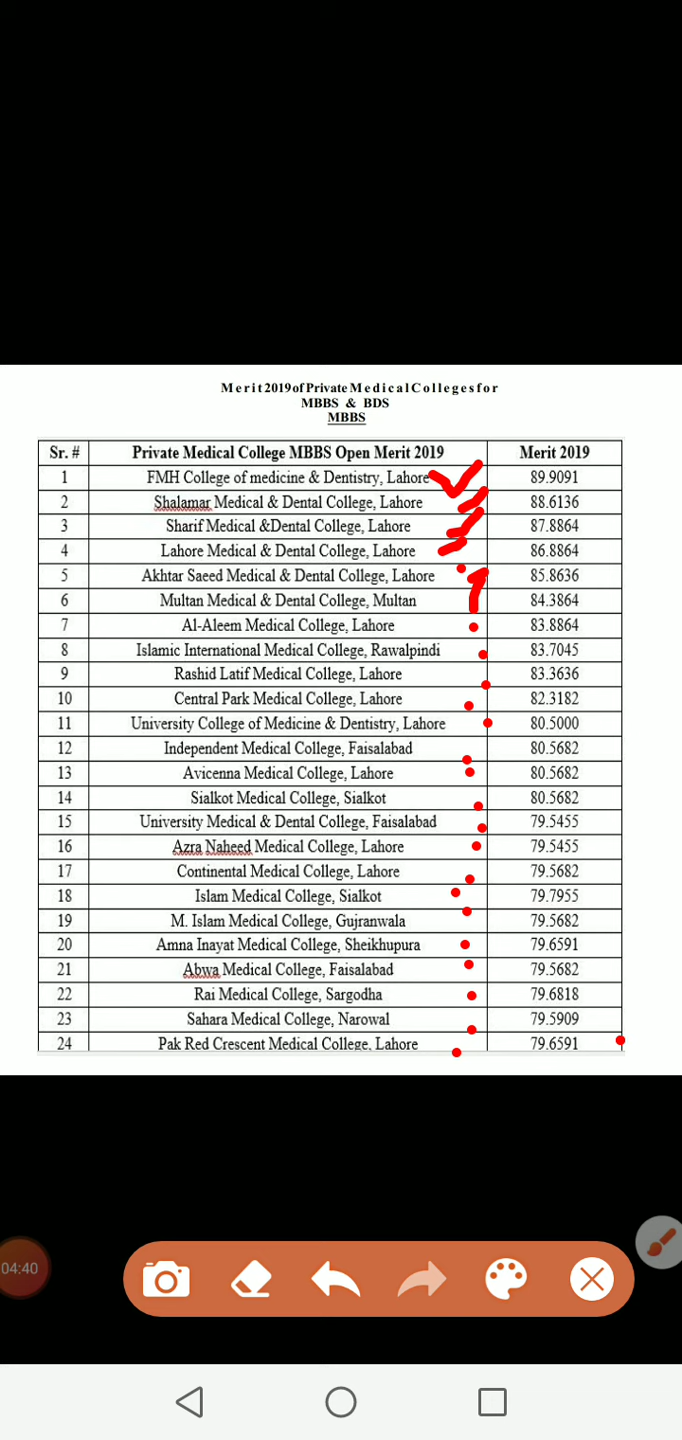 Merit 2019 of Private Medical Colleges for
MBBS & BDS
MBBS
Sr. # Private Medical College MBBS Open Merit 2019 Merit 2019
1 FMH College of medicine & Dentistry, Lahore 89.9091
2 Shalamar Medical & Dental College, Lahore 88.6136
3 Sharif Medical &Dental College, Lahore 87.8864
4 Lahore Medical & Dental College, Lahore 86.8864
5 Akhtar Saeed Medical & Dental College, Lahore 85.8636
6 Multan Medical & Dental College, Multan 84.3864
7 Al-Aleem Medical College, Lahore 83.8864
8 Islamic International Medical College, Rawalpindi 83.7045
9 Rashid Latif Medical College, Lahore 83.3636
10 Central Park Medical College, Lahore 82.3182
11 University College of Medicine & Dentistry, Lahore 80.5000
12 Independent Medical College, Faisalabad 80.5682
13 Avicenna Medical College, Lahore 80.5682
14 Sialkot Medical College, Sialkot 80.5682
15 University Medical & Dental College, Faisalabad 79.5455
16 Azra Naheed Medical College, Lahore 79.5455
17 Continental Medical College, Lahore 79.5682
18 Islam Medical College, Sialkot 79.7955
19 M. Islam Medical College, Gujranwala 79.5682
20 Amna Inayat Medical College, Sheikhupura 79.6591
21 Abwa Medical College, Faisalabad 79.5682
22 Rai Medical College, Sargodha 79.6818
23 Sahara Medical College, Narowal 79.5909
24 Pak Red Crescent Medical College, Lahore 79.6591
04:40